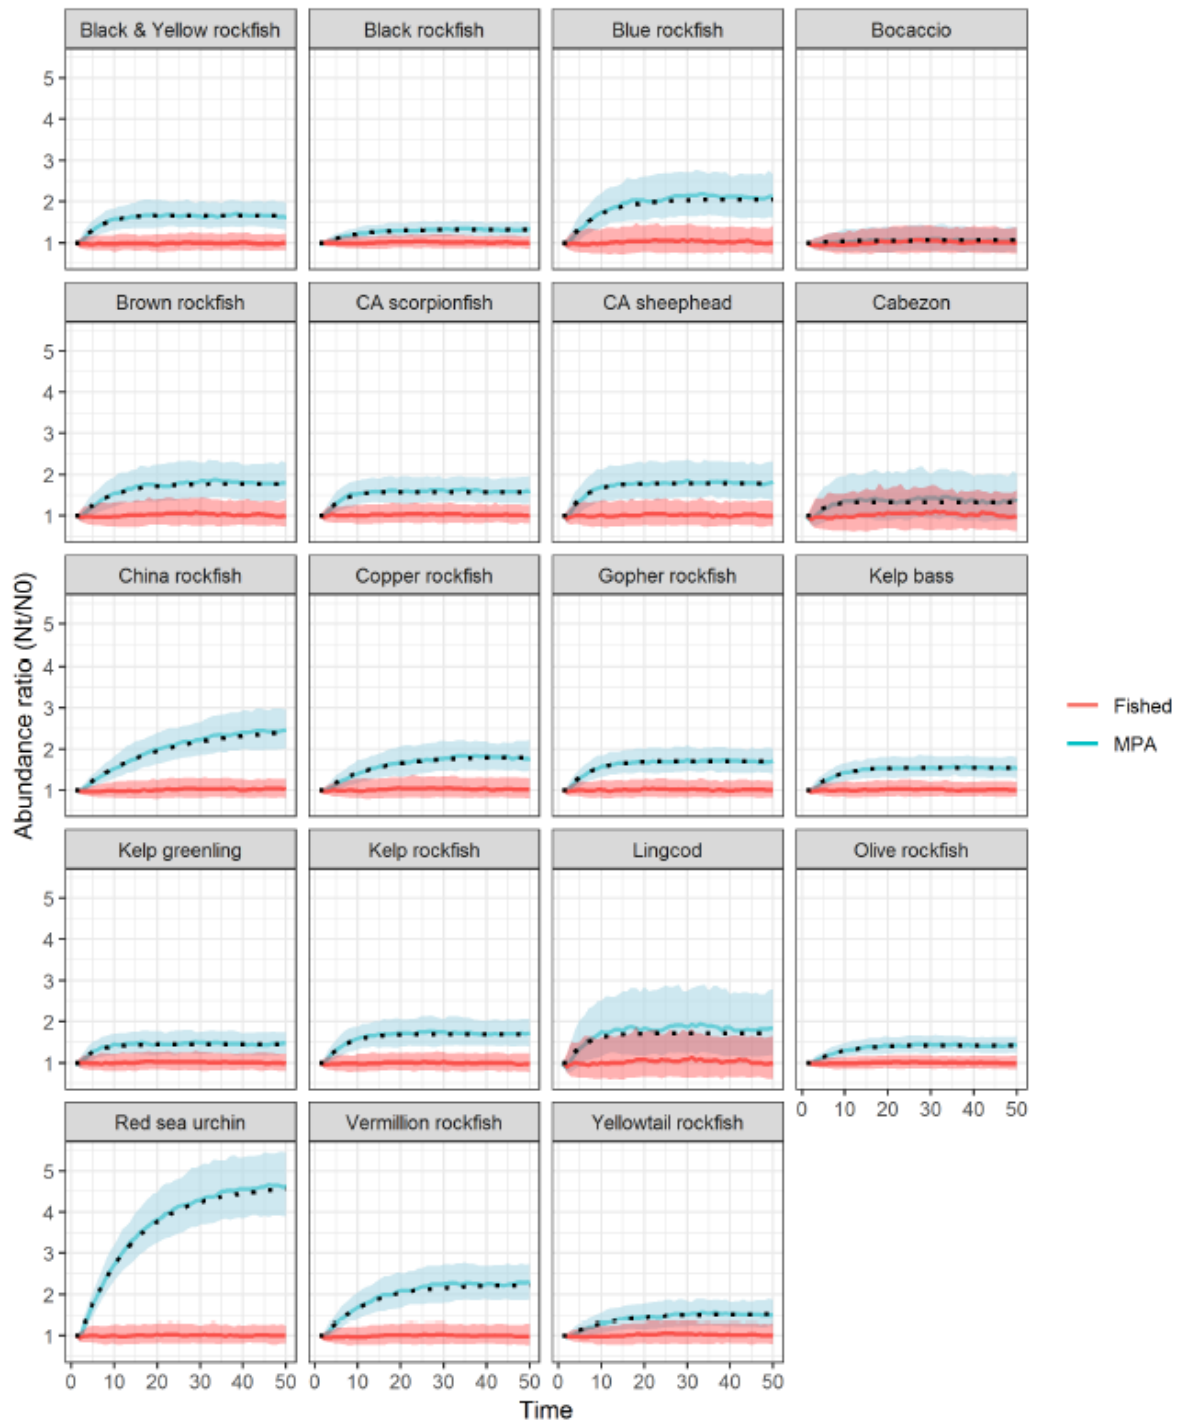 Black & Yellow rockfish
Black rockfish
Blue rockfish
Bocaccio
5
4
3
2
1
Brown rockfish
CA scorpionfish
CA sheephead
Cabezon
5
4
3
2
1
China rockfish
Copper rockfish
Gopher rockfish
Kelp bass
5
4
3
2
1
Abundance ratio (Nt/N0)
Fished
MPA
Kelp greenling
Kelp rockfish
Lingcod
Olive rockfish
5
4
3
2
1
0 10 20 30 40 50
Red sea urchin
Vermillion rockfish
Yellowtail rockfish
5
4
3
2
1
0 10 20 30 40 50
0 10 20 30 40 50
0 10 20 30 40 50
Time